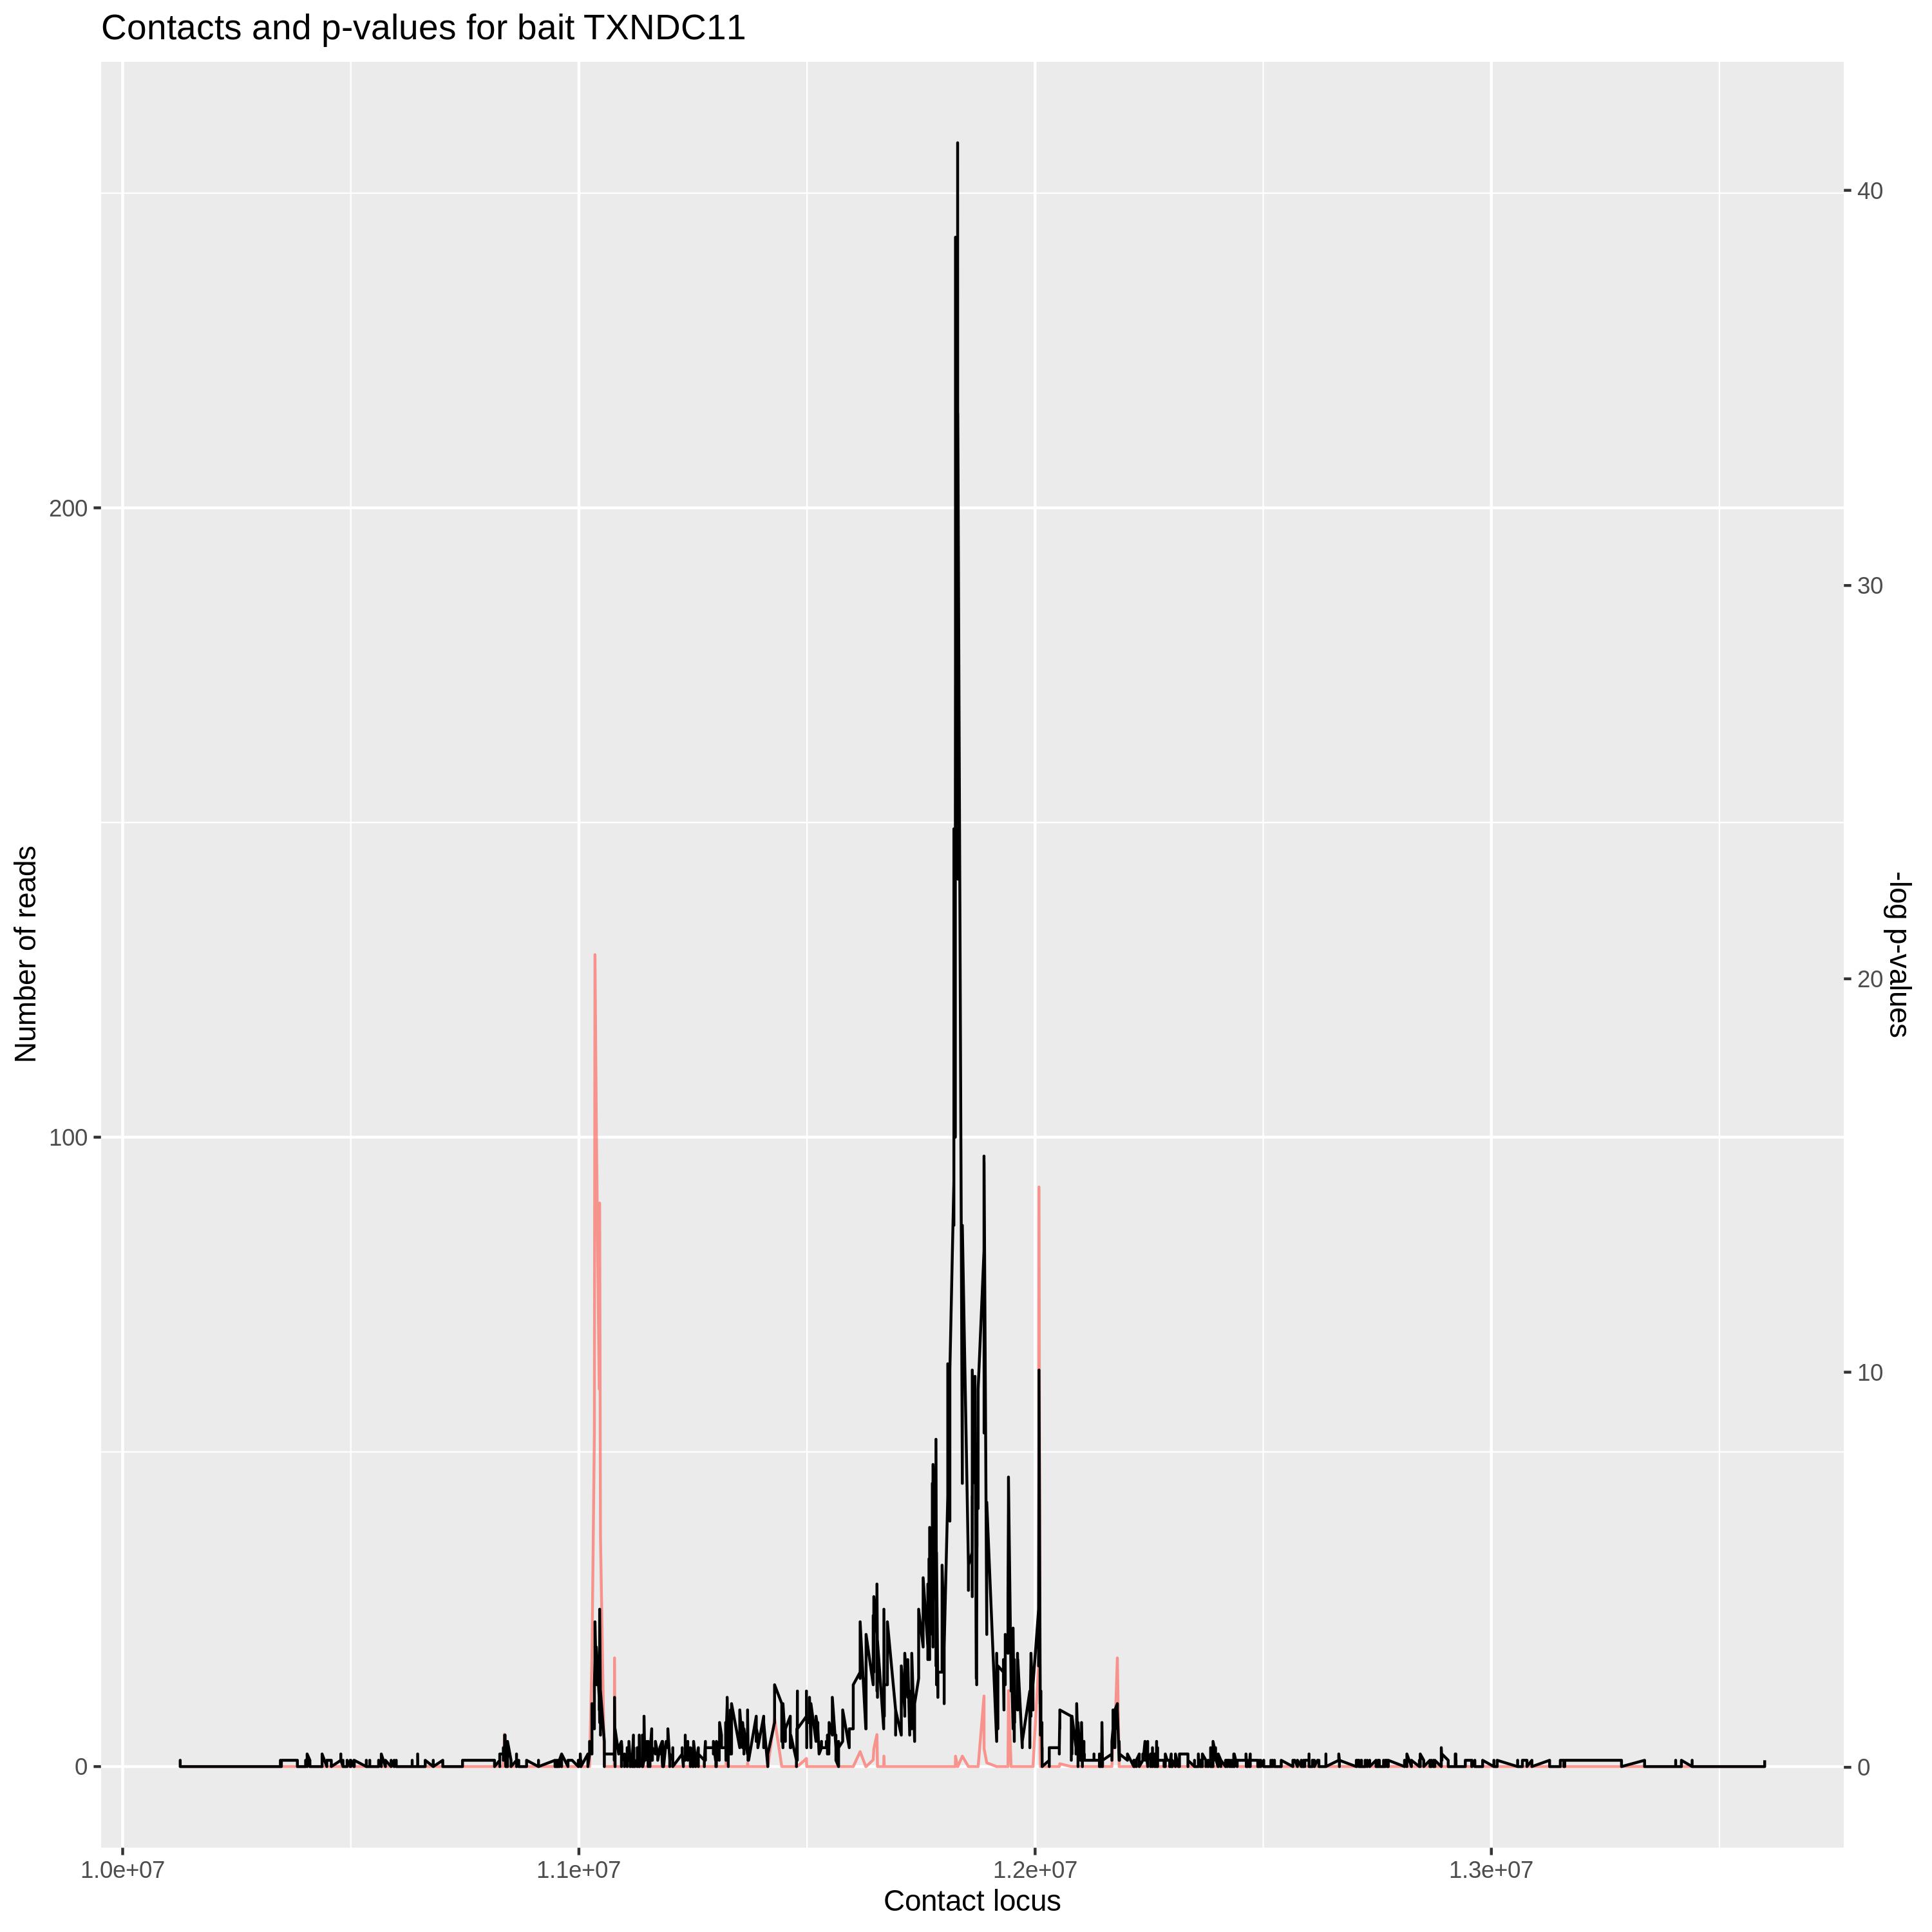 Contacts and p-values for bait TXNDC11
Number of reads
200
100
0
40
30
20
10
0
-log p-values
1.0e+07
1.1e+07
1.2e+07
1.3e+07
Contact locus